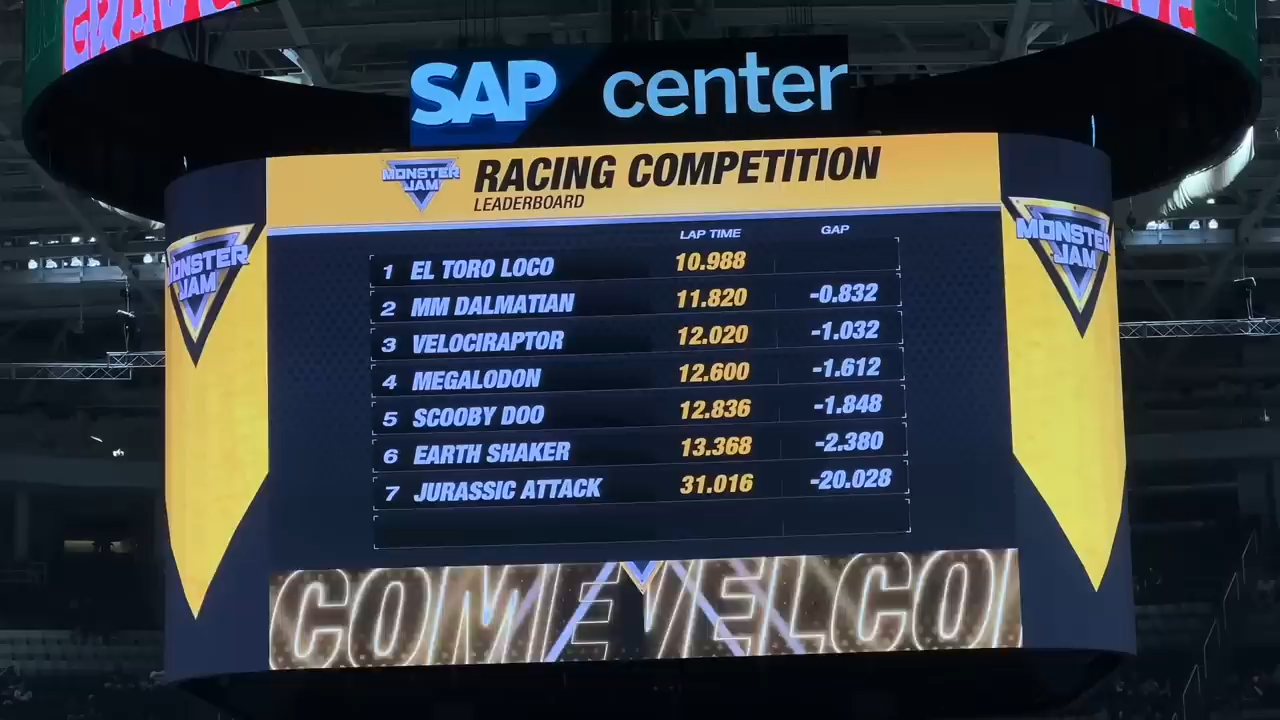 SAP center
MONSTER JAM
RACING COMPETITION
LEADERBOARD
MONSTER JAM
MONSTER JAM
LAP TIME GAP
1 EL TORO LOCO 10.988
2 MM DALMATIAN 11.820 -0.832
3 VELOCIRAPTOR 12.020 -1.032
4 MEGALODON 12.600 -1.612
5 SCOOBY DOO 12.836 -1.848
6 EARTH SHAKER 13.368 -2.380
7 JURASSIC ATTACK 31.016 -20.028
COME VELCO